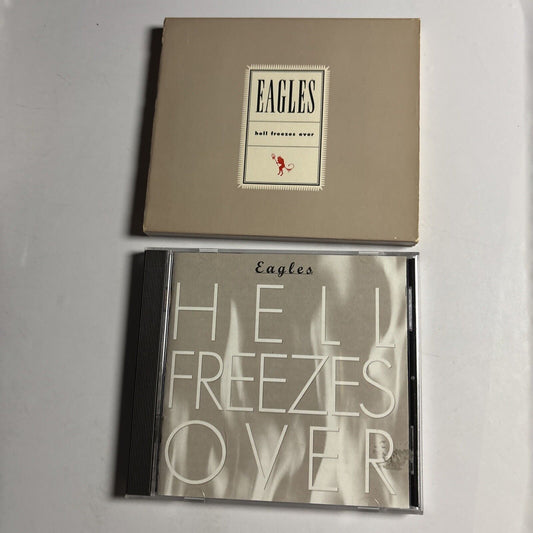 EAGLES
hell freezes over
Eagles
HELL
FREEZES
OVER